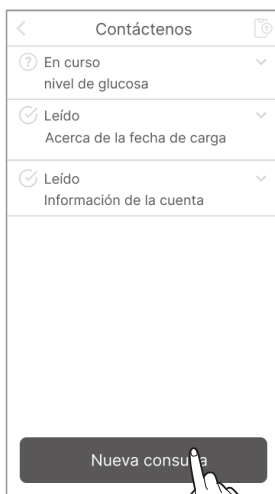 Contáctenos
En curso
nivel de glucosa
Leído
Acerca de la fecha de carga
Leído
Información de la cuenta
Nueva consulta